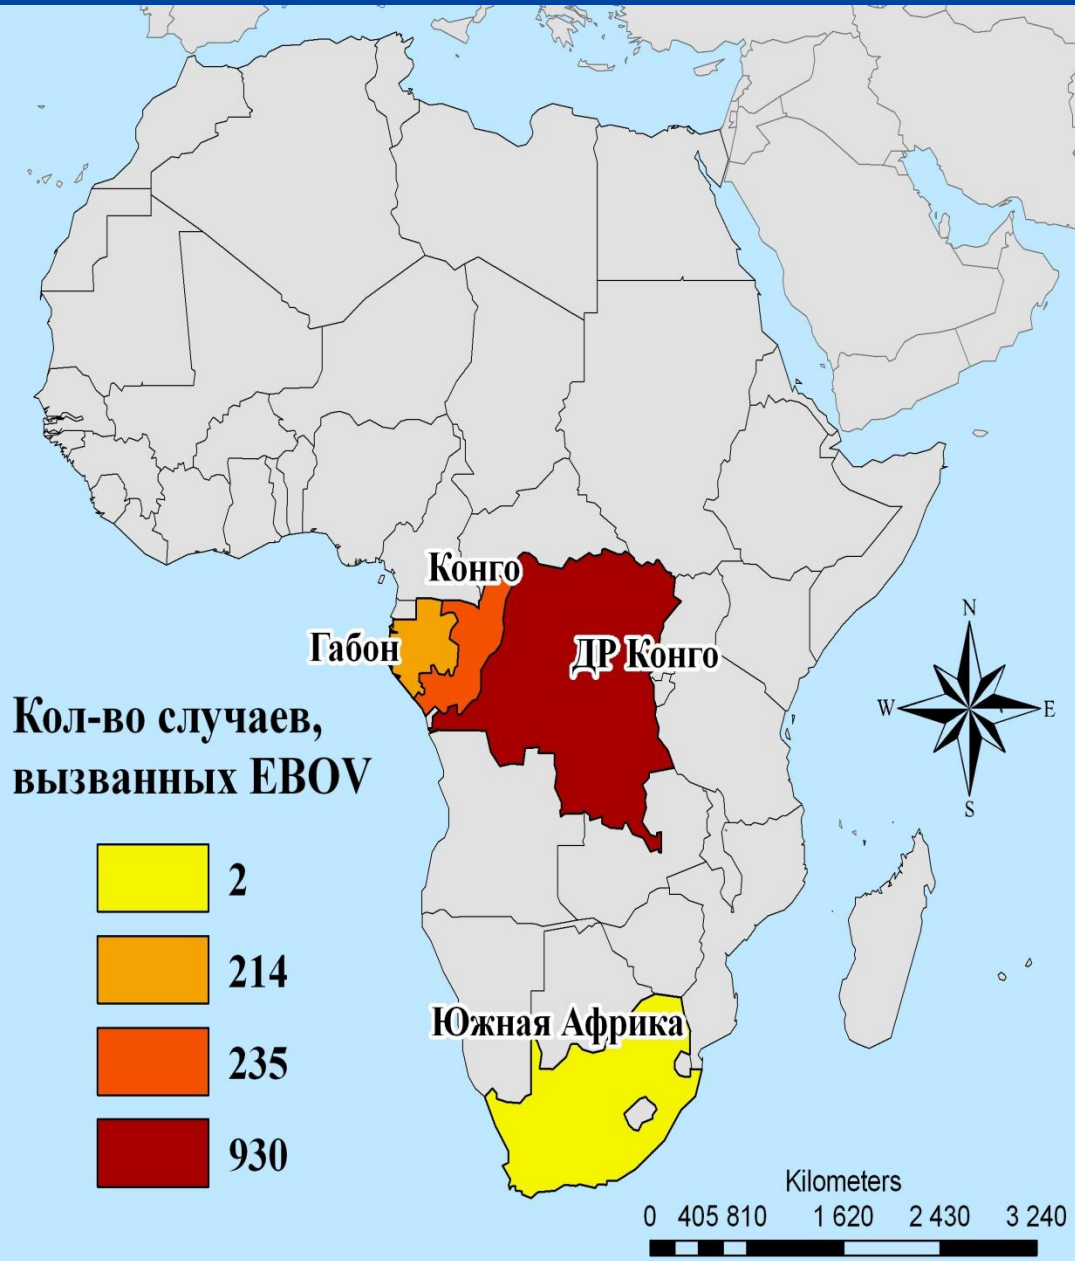 Конго
Габон
ДР Конго
N
W
E
S
Кол-во случаев,
вызванных EBOV
2
214
235
930
Южная Африка
Kilometers
0 405 810 1 620 2 430 3 240